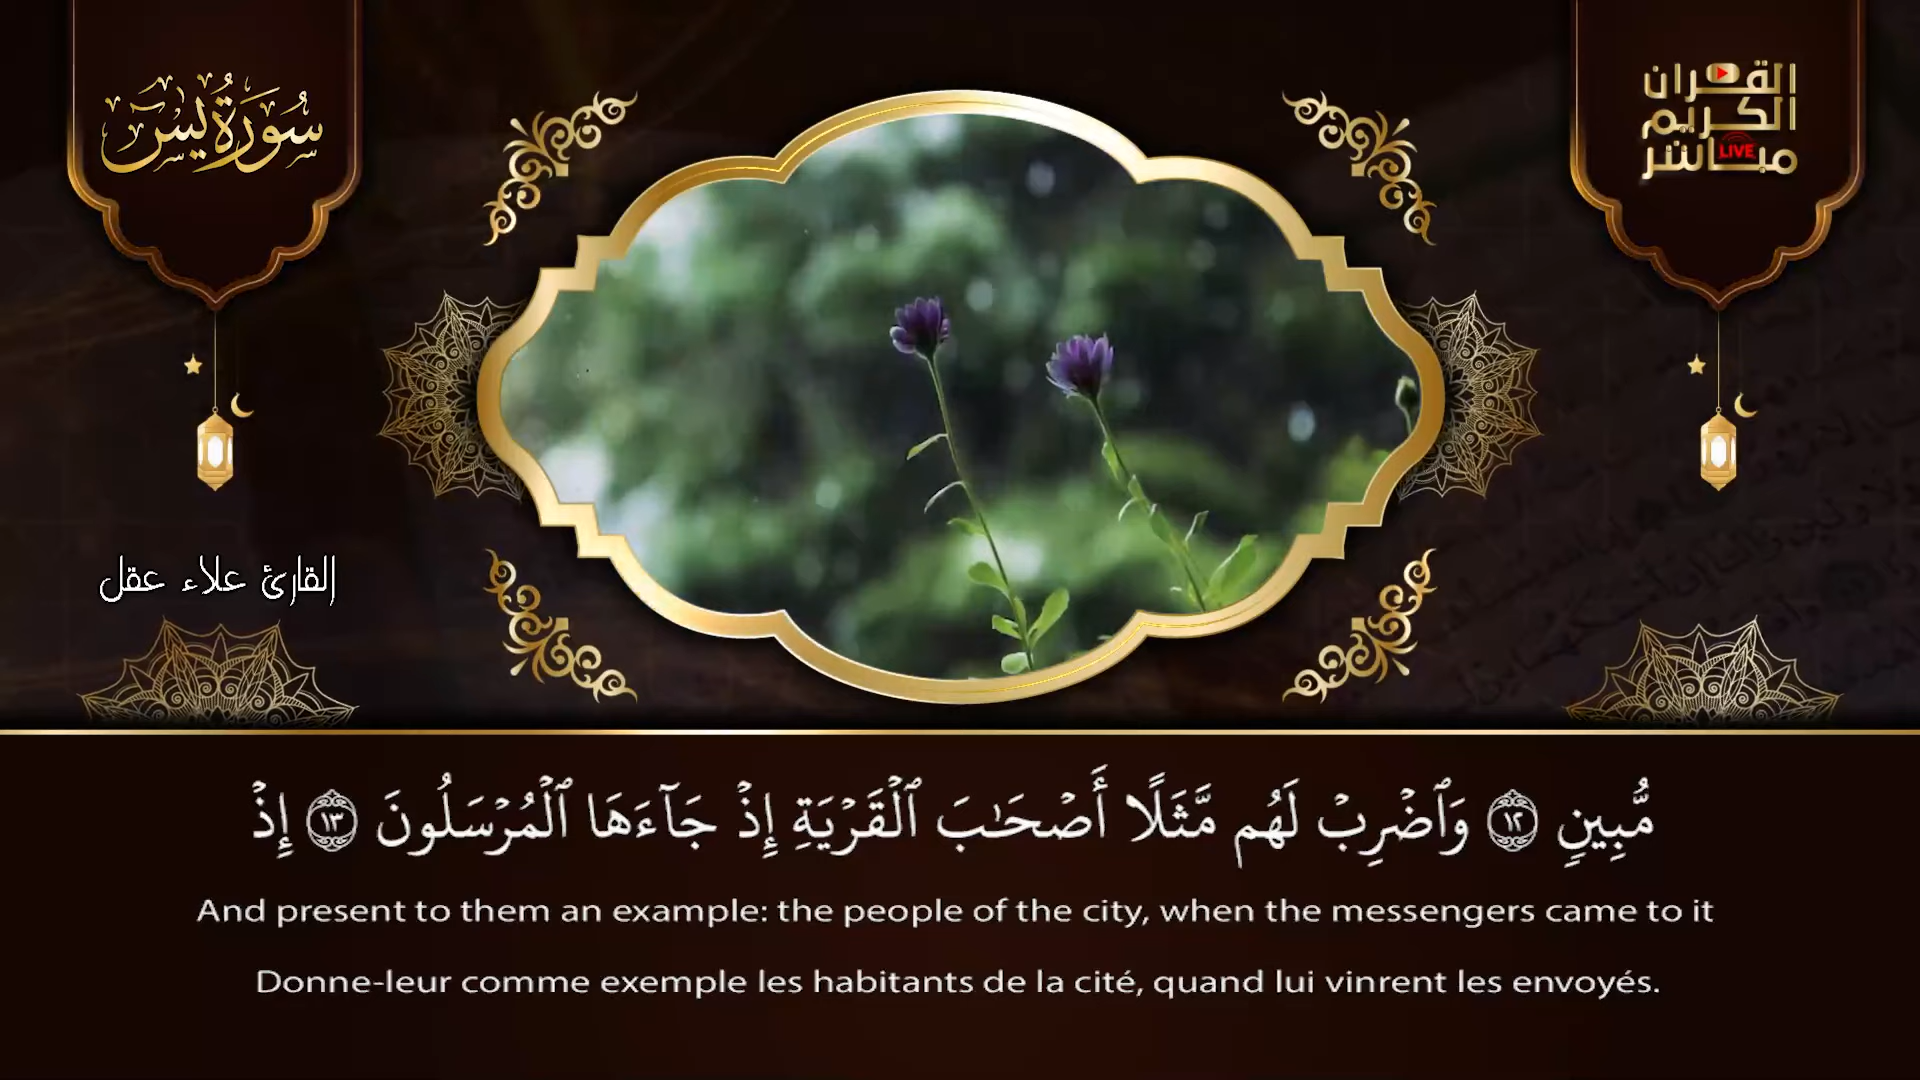 سُورَةُ يس
القرآن
الكريم
LIVE
مباشر
القارئ علاء عقل
مُّبِينٍ ١٢ وَٱضْرِبْ لَهُم مَّثَلًا أَصْحَٰبَ ٱلْقَرْيَةِ إِذْ جَآءَهَا ٱلْمُرْسَلُونَ ١٣ إِذْ
And present to them an example: the people of the city, when the messengers came to it
Donne-leur comme exemple les habitants de la cité, quand lui vinrent les envoyés.